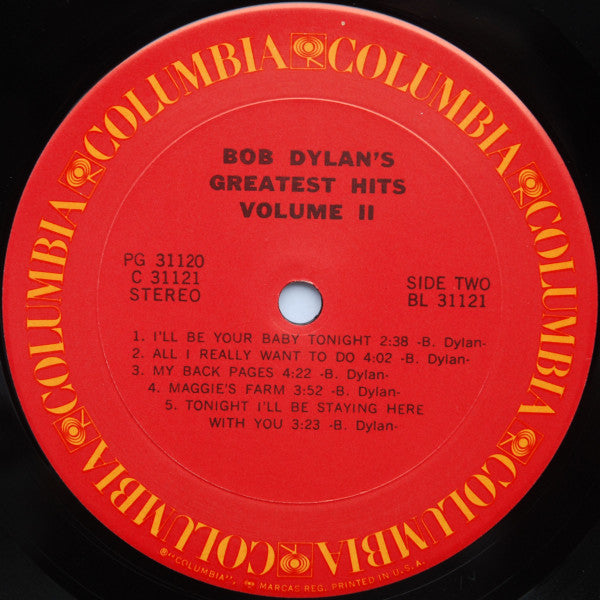 COLUMBIA COLUMBIA COLUMBIA COLUMBIA COLUMBIA COLUMBIA
BOB DYLAN'S
GREATEST HITS
VOLUME II
PG 31120
C 31121
STEREO
SIDE TWO
BL 31121
1. I'LL BE YOUR BABY TONIGHT 2:38 -B. Dylan-
2. ALL I REALLY WANT TO DO 4:02 -B. Dylan-
3. MY BACK PAGES 4:22 -B. Dylan-
4. MAGGIE'S FARM 3:52 -B. Dylan-
5. TONIGHT I'LL BE STAYING HERE
WITH YOU 3:23 -B. Dylan-
®"COLUMBIA", MARCAS REG. PRINTED IN U.S.A.